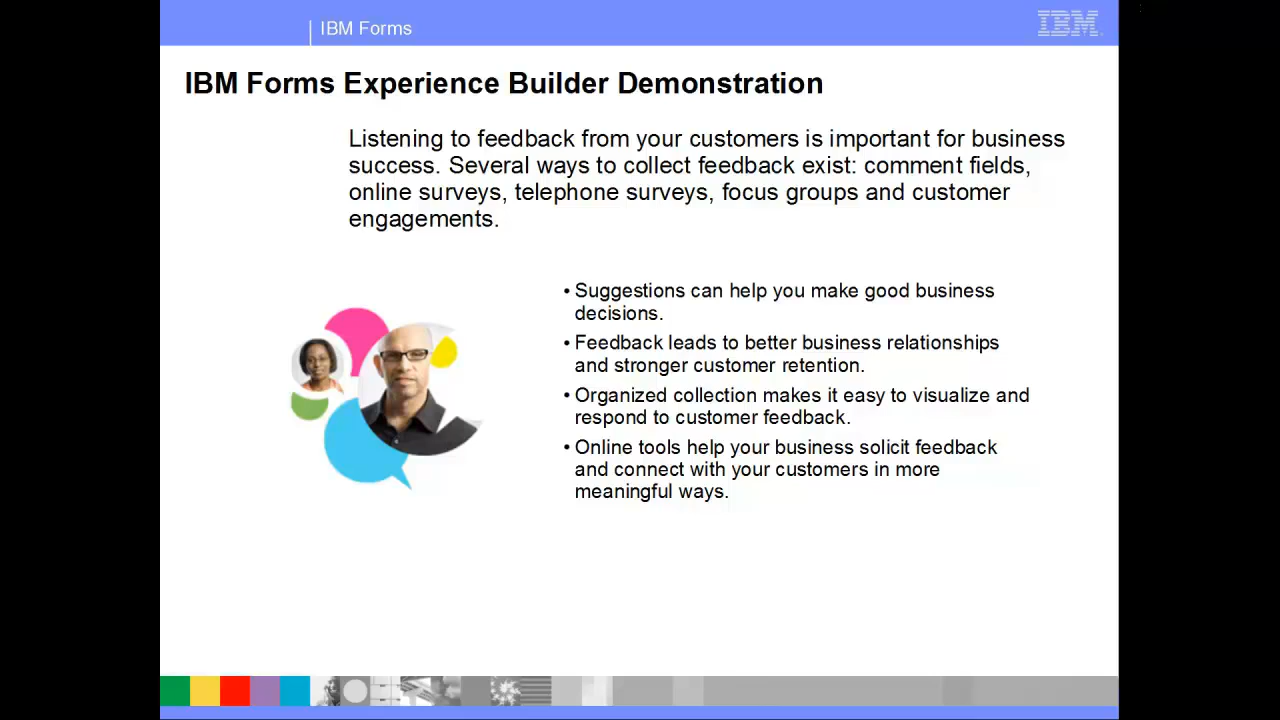 IBM Forms
IBM
IBM Forms Experience Builder Demonstration
Listening to feedback from your customers is important for business
success. Several ways to collect feedback exist: comment fields,
online surveys, telephone surveys, focus groups and customer
engagements.
• Suggestions can help you make good business
decisions.
• Feedback leads to better business relationships
and stronger customer retention.
• Organized collection makes it easy to visualize and
respond to customer feedback.
• Online tools help your business solicit feedback
and connect with your customers in more
meaningful ways.